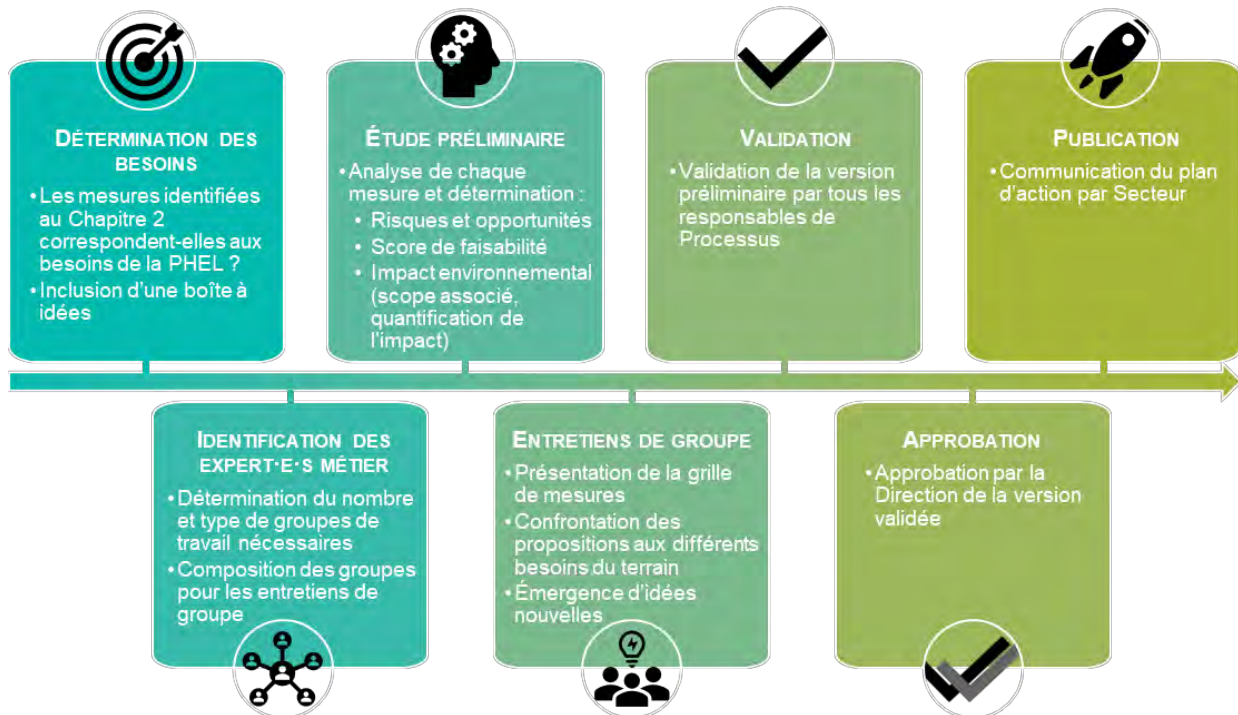 DÉTERMINATION DES
BESOINS
•Les mesures identifiées
au Chapitre 2
correspondent-elles aux
besoins de la PHEL ?
•Inclusion d'une boîte à
idées
IDENTIFICATION DES
EXPERT·E·S MÉTIER
•Détermination du nombre
et type de groupes de
travail nécessaires
•Composition des groupes
pour les entretiens de
groupe
ÉTUDE PRÉLIMINAIRE
•Analyse de chaque
mesure et détermination :
• Risques et opportunités
• Score de faisabilité
• Impact environnemental
(scope associé,
quantification de
l'impact)
ENTRETIENS DE GROUPE
•Présentation de la grille
de mesures
•Confrontation des
propositions aux différents
besoins du terrain
•Émergence d'idées
nouvelles
VALIDATION
•Validation de la version
préliminaire par tous les
responsables de
Processus
APPROBATION
•Approbation par la
Direction de la version
validée
PUBLICATION
•Communication du plan
d'action par Secteur